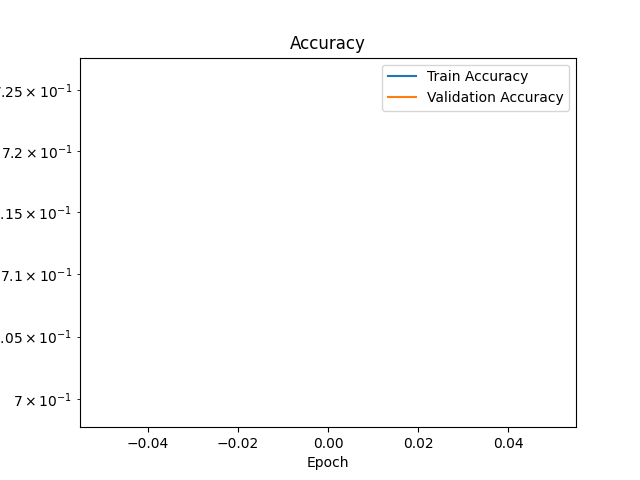 Accuracy
Train Accuracy
Validation Accuracy
.25 × 10⁻¹
7.2 × 10⁻¹
.15 × 10⁻¹
7.1 × 10⁻¹
.05 × 10⁻¹
7 × 10⁻¹
−0.04 −0.02 0.00 0.02 0.04
Epoch